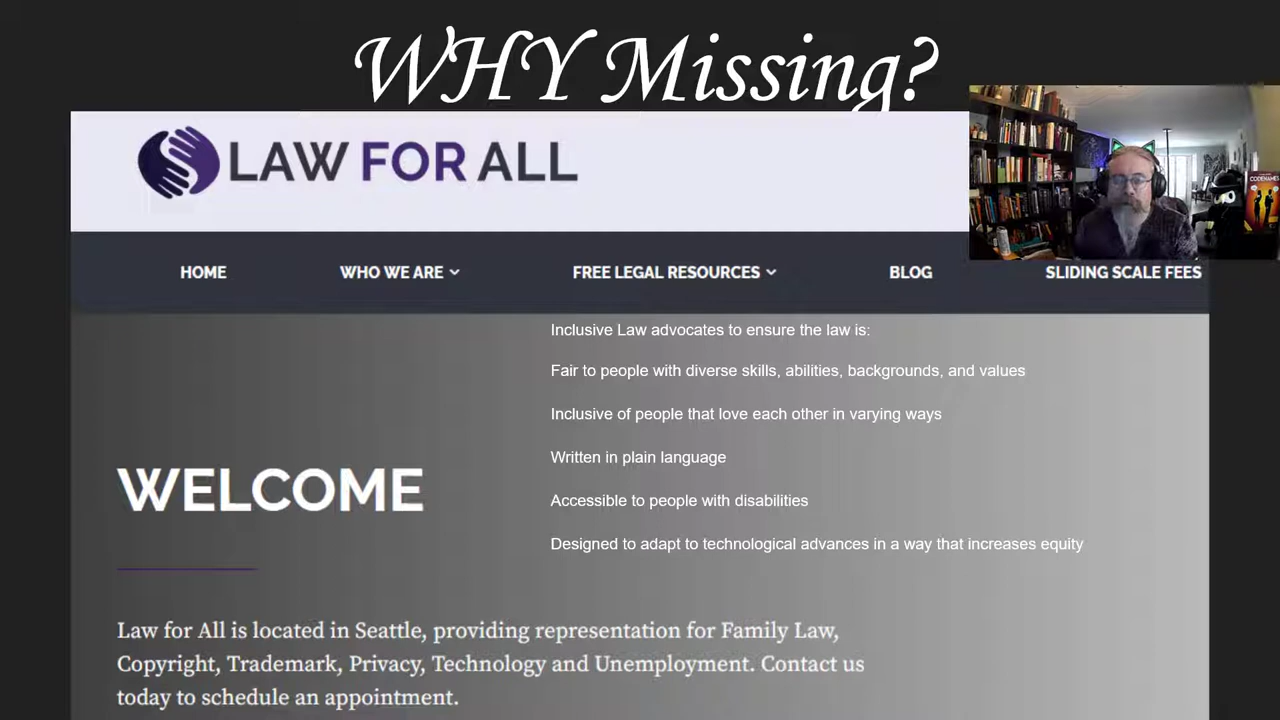 WHY Missing?
LAW FOR ALL
CODENAMES
HOME
WHO WE ARE
FREE LEGAL RESOURCES
BLOG
SLIDING SCALE FEES
Inclusive Law advocates to ensure the law is:
Fair to people with diverse skills, abilities, backgrounds, and values
Inclusive of people that love each other in varying ways
Written in plain language
Accessible to people with disabilities
Designed to adapt to technological advances in a way that increases equity
WELCOME
Law for All is located in Seattle, providing representation for Family Law,
Copyright, Trademark, Privacy, Technology and Unemployment. Contact us
today to schedule an appointment.